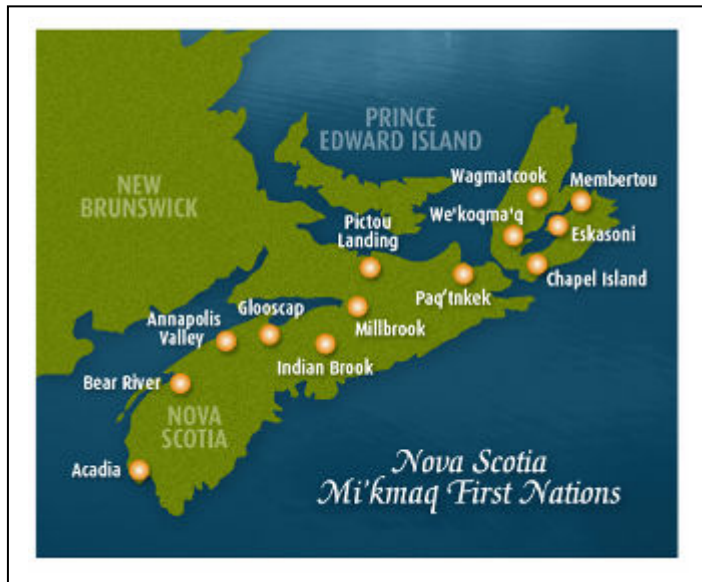 PRINCE
EDWARD ISLAND
NEW
BRUNSWICK
Wagmatcook
Membertou
We'koqma'q
Eskasoni
Pictou
Landing
Chapel Island
Paq'tnkek
Glooscap
Annapolis
Valley
Millbrook
Indian Brook
Bear River
NOVA
SCOTIA
Acadia
Nova Scotia
Mi'kmaq First Nations